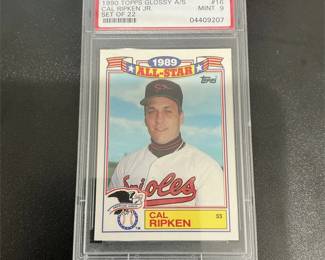 1990 TOPPS GLOSSY A/S #16
CAL RIPKEN JR. MINT 9
SET OF 22 04409207
1989
ALL-STAR
Topps
Orioles
CAL
RIPKEN
SS